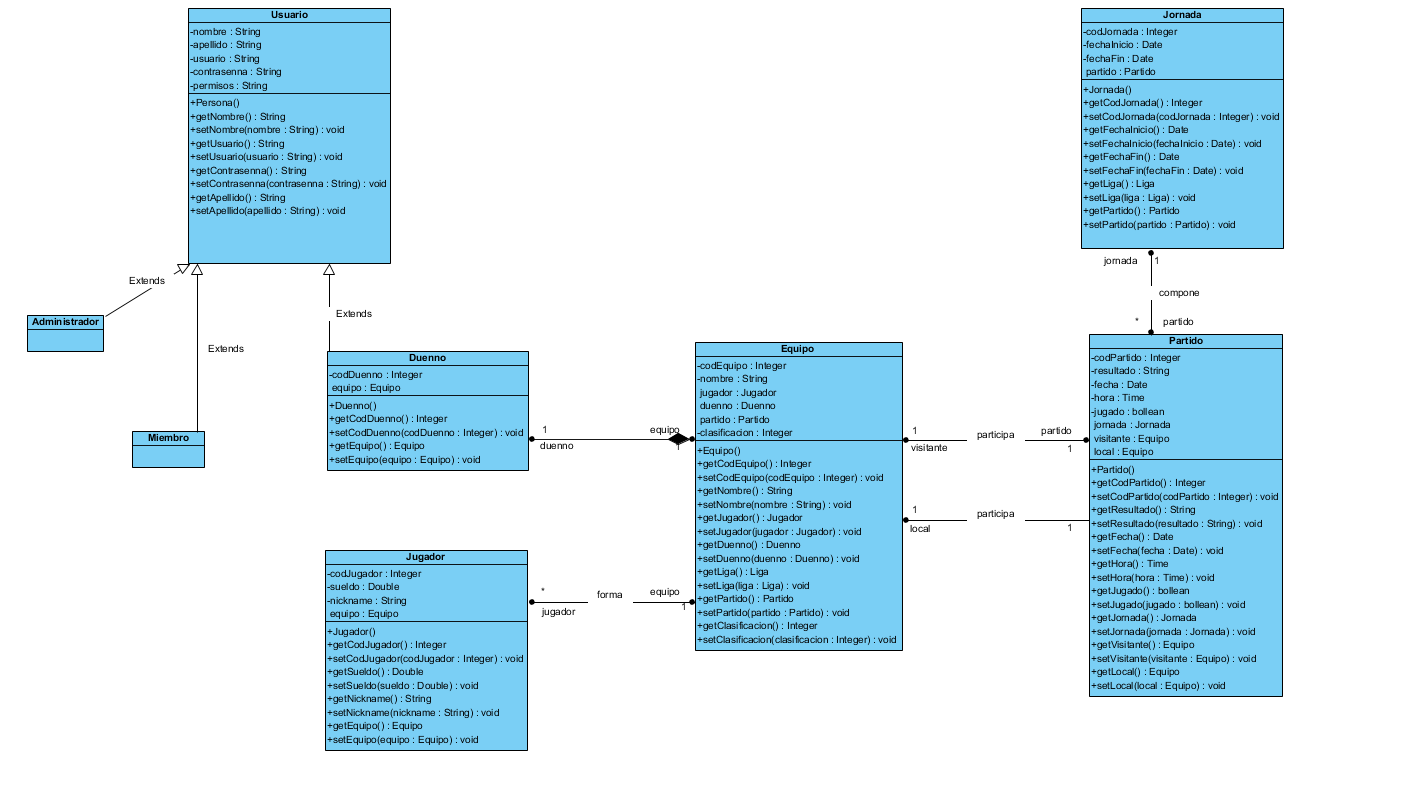 Usuario
-nombre : String
-apellido : String
-usuario : String
-contrasenna : String
-permisos : String
+Persona()
+getNombre() : String
+setNombre(nombre : String) : void
+getUsuario() : String
+setUsuario(usuario : String) : void
+getContrasenna() : String
+setContrasenna(contrasenna : String) : void
+getApellido() : String
+setApellido(apellido : String) : void
Jornada
-codJornada : Integer
-fechaInicio : Date
-fechaFin : Date
partido : Partido
+Jornada()
+getCodJornada() : Integer
+setCodJornada(codJornada : Integer) : void
+getFechaInicio() : Date
+setFechaInicio(fechaInicio : Date) : void
+getFechaFin() : Date
+setFechaFin(fechaFin : Date) : void
+getLiga() : Liga
+setLiga(liga : Liga) : void
+getPartido() : Partido
+setPartido(partido : Partido) : void
jornada 1
compone
* partido
Extends
Extends
Extends
Administrador
Miembro
Duenno
-codDuenno : Integer
equipo : Equipo
+Duenno()
+getCodDuenno() : Integer
+setCodDuenno(codDuenno : Integer) : void
+getEquipo() : Equipo
+setEquipo(equipo : Equipo) : void
1
duenno
equipo
1
Equipo
-codEquipo : Integer
-nombre : String
jugador : Jugador
duenno : Duenno
partido : Partido
-clasificacion : Integer
+Equipo()
+getCodEquipo() : Integer
+setCodEquipo(codEquipo : Integer) : void
+getNombre() : String
+setNombre(nombre : String) : void
+getJugador() : Jugador
+setJugador(jugador : Jugador) : void
+getDuenno() : Duenno
+setDuenno(duenno : Duenno) : void
+getLiga() : Liga
+setLiga(liga : Liga) : void
+getPartido() : Partido
+setPartido(partido : Partido) : void
+getClasificacion() : Integer
+setClasificacion(clasificacion : Integer) : void
1
visitante
participa
partido
1
1
local
participa
1
Partido
-codPartido : Integer
-resultado : String
-fecha : Date
-hora : Time
-jugado : bollean
jornada : Jornada
visitante : Equipo
local : Equipo
+Partido()
+getCodPartido() : Integer
+setCodPartido(codPartido : Integer) : void
+getResultado() : String
+setResultado(resultado : String) : void
+getFecha() : Date
+setFecha(fecha : Date) : void
+getHora() : Time
+setHora(hora : Time) : void
+getJugado() : bollean
+setJugado(jugado : bollean) : void
+getJornada() : Jornada
+setJornada(jornada : Jornada) : void
+getVisitante() : Equipo
+setVisitante(visitante : Equipo) : void
+getLocal() : Equipo
+setLocal(local : Equipo) : void
Jugador
-codJugador : Integer
-sueldo : Double
-nickname : String
equipo : Equipo
+Jugador()
+getCodJugador() : Integer
+setCodJugador(codJugador : Integer) : void
+getSueldo() : Double
+setSueldo(sueldo : Double) : void
+getNickname() : String
+setNickname(nickname : String) : void
+getEquipo() : Equipo
+setEquipo(equipo : Equipo) : void
*
jugador
forma
equipo
1